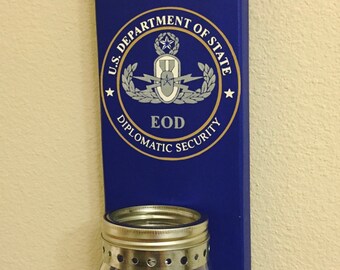 U.S. DEPARTMENT OF STATE
EOD
DIPLOMATIC SECURITY